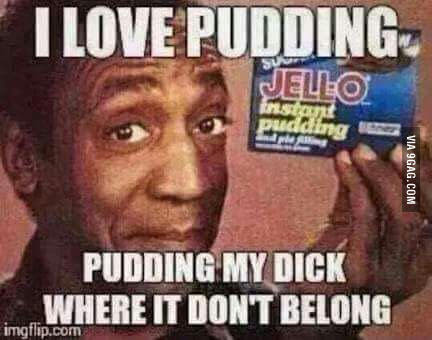 I LOVE PUDDING
JELL-O
instant
pudding
and pie filling
VIA 9GAG.COM
PUDDING MY DICK
WHERE IT DON'T BELONG
imgflip.com